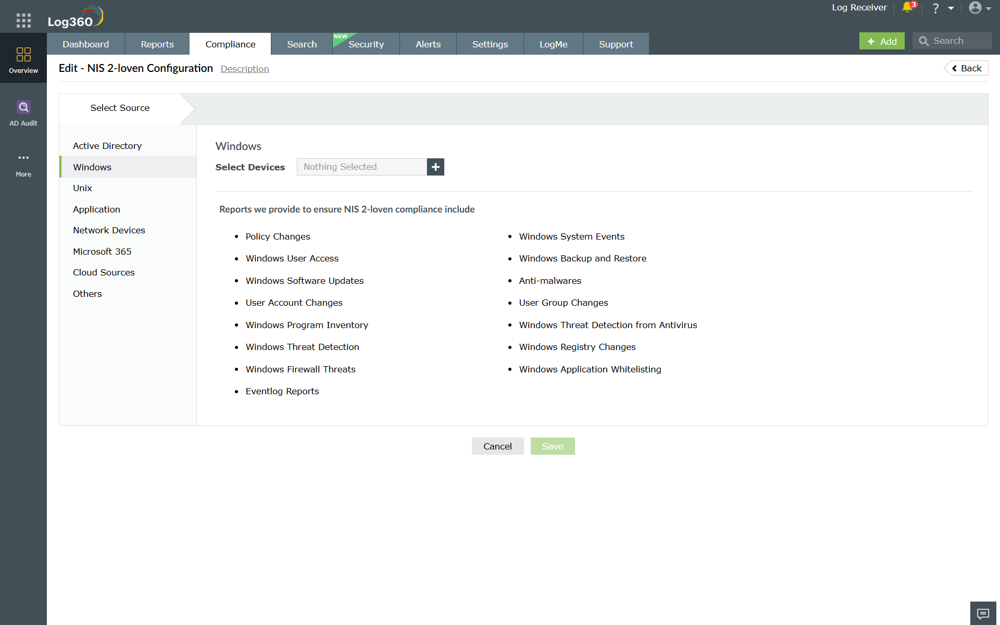 Log Receiver
3
?
Log360
Dashboard
Reports
Compliance
Search
NEW
Security
Alerts
Settings
LogMe
Support
+ Add
Search
Overview
AD Audit
More
Edit - NIS 2-loven Configuration
Description
Back
Select Source
Active Directory
Windows
Unix
Application
Network Devices
Microsoft 365
Cloud Sources
Others
Windows
Select Devices
Nothing Selected
Reports we provide to ensure NIS 2-loven compliance include
• Policy Changes
• Windows System Events
• Windows User Access
• Windows Backup and Restore
• Windows Software Updates
• Anti-malwares
• User Account Changes
• User Group Changes
• Windows Program Inventory
• Windows Threat Detection from Antivirus
• Windows Threat Detection
• Windows Registry Changes
• Windows Firewall Threats
• Windows Application Whitelisting
• Eventlog Reports
Cancel
Save